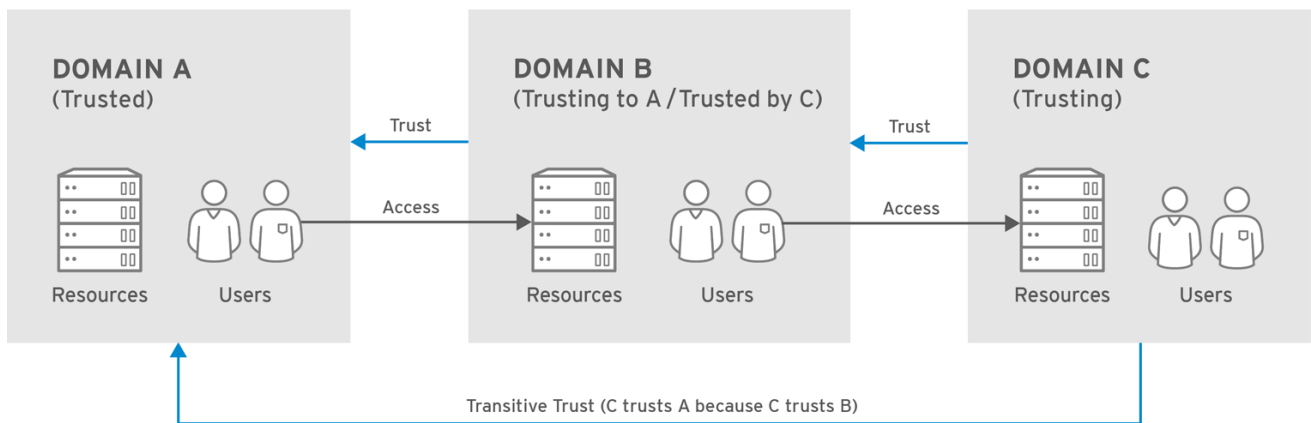 DOMAIN A
(Trusted)
Resources
Users
Trust
Access
DOMAIN B
(Trusting to A / Trusted by C)
Resources
Users
Trust
Access
DOMAIN C
(Trusting)
Resources
Users
Transitive Trust (C trusts A because C trusts B)